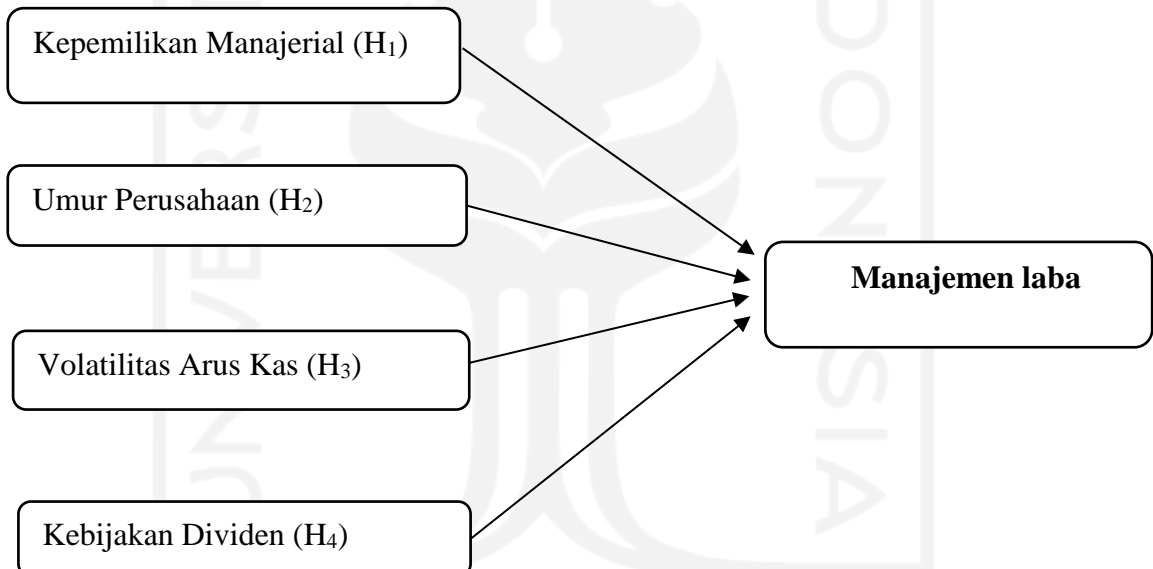 Kepemilikan Manajerial (H₁)
Umur Perusahaan (H₂)
Manajemen laba
Volatilitas Arus Kas (H₃)
Kebijakan Dividen (H₄)